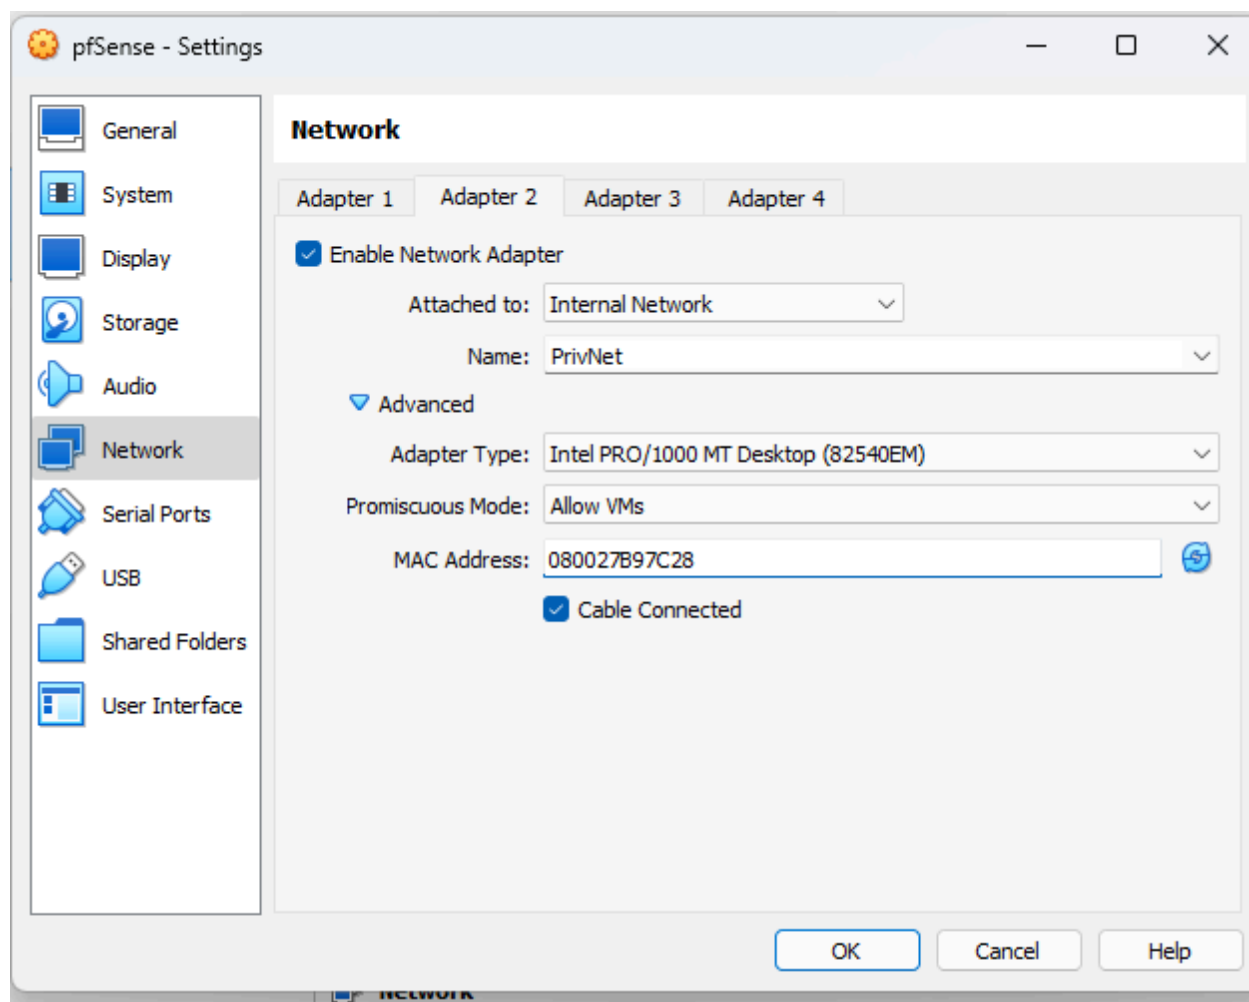 pfSense - Settings
General
System
Display
Storage
Audio
Network
Serial Ports
USB
Shared Folders
User Interface
Network
Adapter 1 Adapter 2 Adapter 3 Adapter 4
Enable Network Adapter
Attached to: Internal Network
Name: PrivNet
Advanced
Adapter Type: Intel PRO/1000 MT Desktop (82540EM)
Promiscuous Mode: Allow VMs
MAC Address: 080027B97C28
Cable Connected
OK Cancel Help
Network